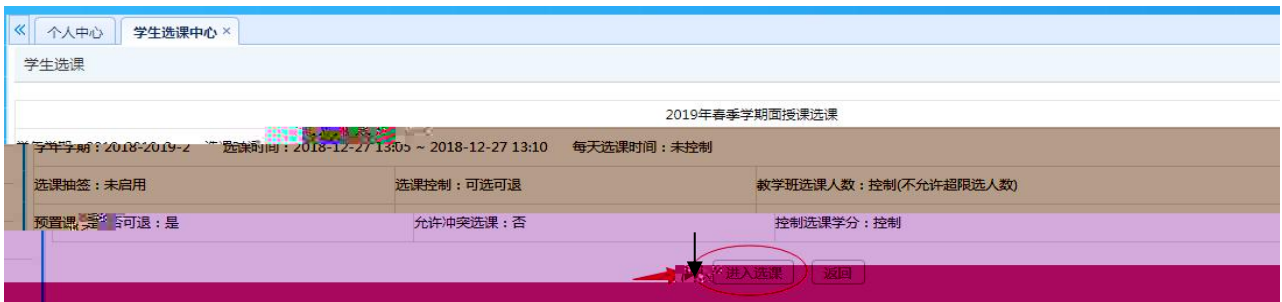 « 个人中心 学生选课中心 ×
学生选课
2019年春季学期面授课选课
学年学期：2018-2019-2 选课时间：2018-12-27 13:05 ~ 2018-12-27 13:10 每天选课时间：未控制
选课抽签：未启用 选课控制：可选可退 教学班选课人数：控制(不允许超限选人数)
预置课是否可退：是 允许冲突选课：否 控制选课学分：控制
进入选课 返回